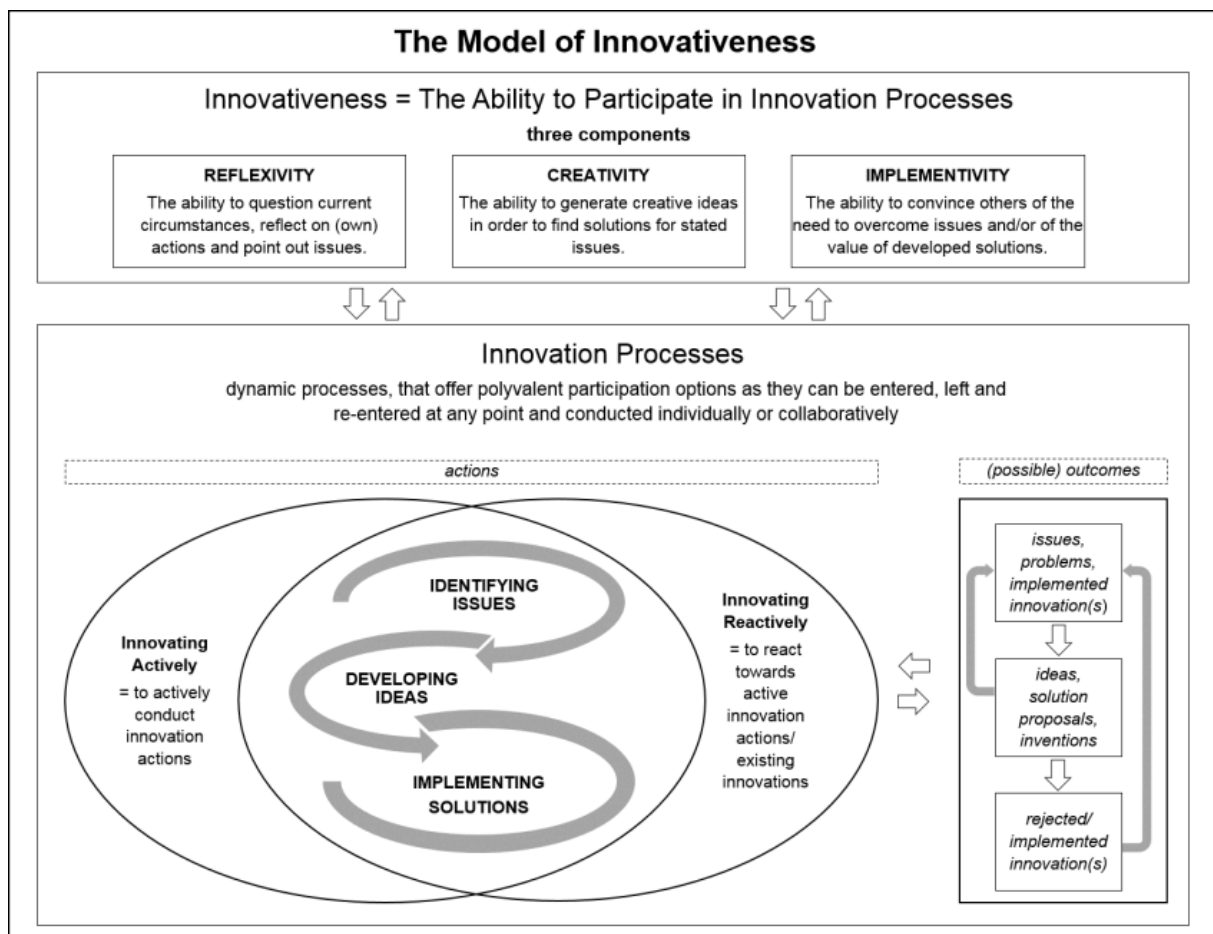 The Model of Innovativeness
Innovativeness = The Ability to Participate in Innovation Processes
three components
REFLEXIVITY
The ability to question current
circumstances, reflect on (own)
actions and point out issues.
CREATIVITY
The ability to generate creative ideas
in order to find solutions for stated
issues.
IMPLEMENTIVITY
The ability to convince others of the
need to overcome issues and/or of the
value of developed solutions.
Innovation Processes
dynamic processes, that offer polyvalent participation options as they can be entered, left and
re-entered at any point and conducted individually or collaboratively
actions
Innovating
Actively
= to actively
conduct
innovation
actions
IDENTIFYING
ISSUES
DEVELOPING
IDEAS
IMPLEMENTING
SOLUTIONS
Innovating
Reactively
= to react
towards
active
innovation
actions/
existing
innovations
(possible) outcomes
issues,
problems,
implemented
innovation(s)
ideas,
solution
proposals,
inventions
rejected/
implemented
innovation(s)